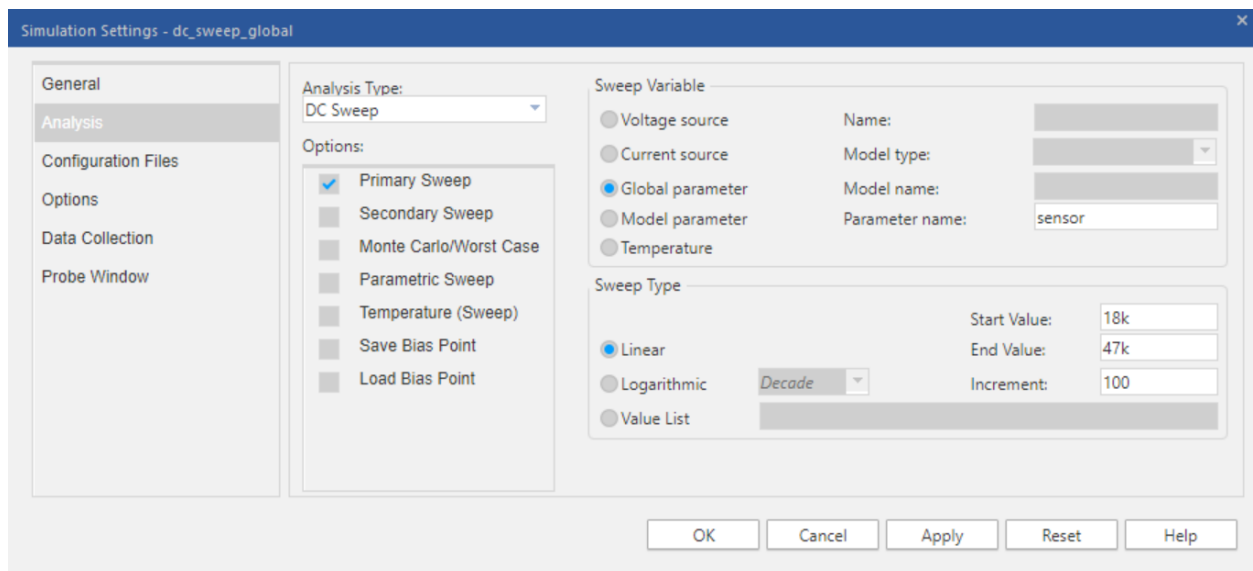 Simulation Settings - dc_sweep_global
General
Analysis
Configuration Files
Options
Data Collection
Probe Window
Analysis Type:
DC Sweep
Options:
Primary Sweep
Secondary Sweep
Monte Carlo/Worst Case
Parametric Sweep
Temperature (Sweep)
Save Bias Point
Load Bias Point
Sweep Variable
Voltage source
Name:
Current source
Model type:
Global parameter
Model name:
Model parameter
Parameter name:
sensor
Temperature
Sweep Type
Start Value:
18k
Linear
End Value:
47k
Logarithmic
Decade
Increment:
100
Value List
OK
Cancel
Apply
Reset
Help